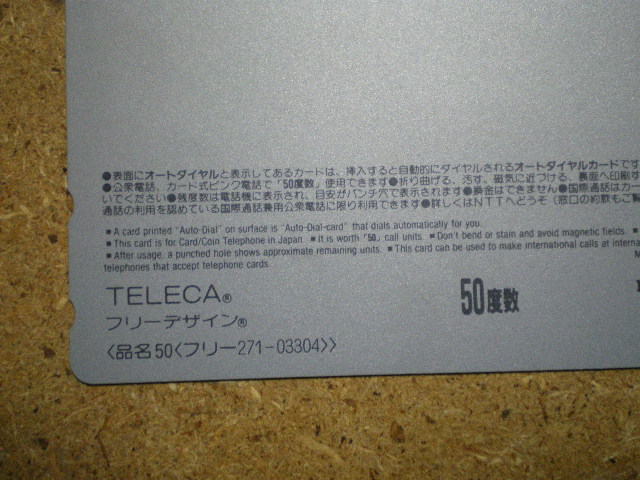 ●表面にオートダイヤルと表示してあるカードは、挿入すると自動的にダイヤルされるオートダイヤルカードです
●公衆電話、カード式ピンク電話で「50度数」使用できます●折り曲げる、汚す、磁気に近づける、裏面へ印刷す
いでください●残度数は電話機に表示され、目安がパンチ穴で表示されます●換金はできません●国際通話はカー
通話の利用を認めている国際通話兼用公衆電話に限り利用できます●詳しくはNTTへどうぞ（窓口の約款もご覧
■ A card printed "Auto-Dial" on surface is "Auto-Dial-card" that dials automatically for you.
■ This card is for Card/Coin Telephone in Japan. ■ It is worth 「50」 call units. ■ Don't bend or stain and avoid magnetic fields. ■
■ After usage, a punched hole shows approximate remaining units. ■ This card can be used to make international calls at intern
telephones that accept telephone cards.
TELECA®
フリーデザイン®
50度数
〈品名50〈フリー271-03304〉〉